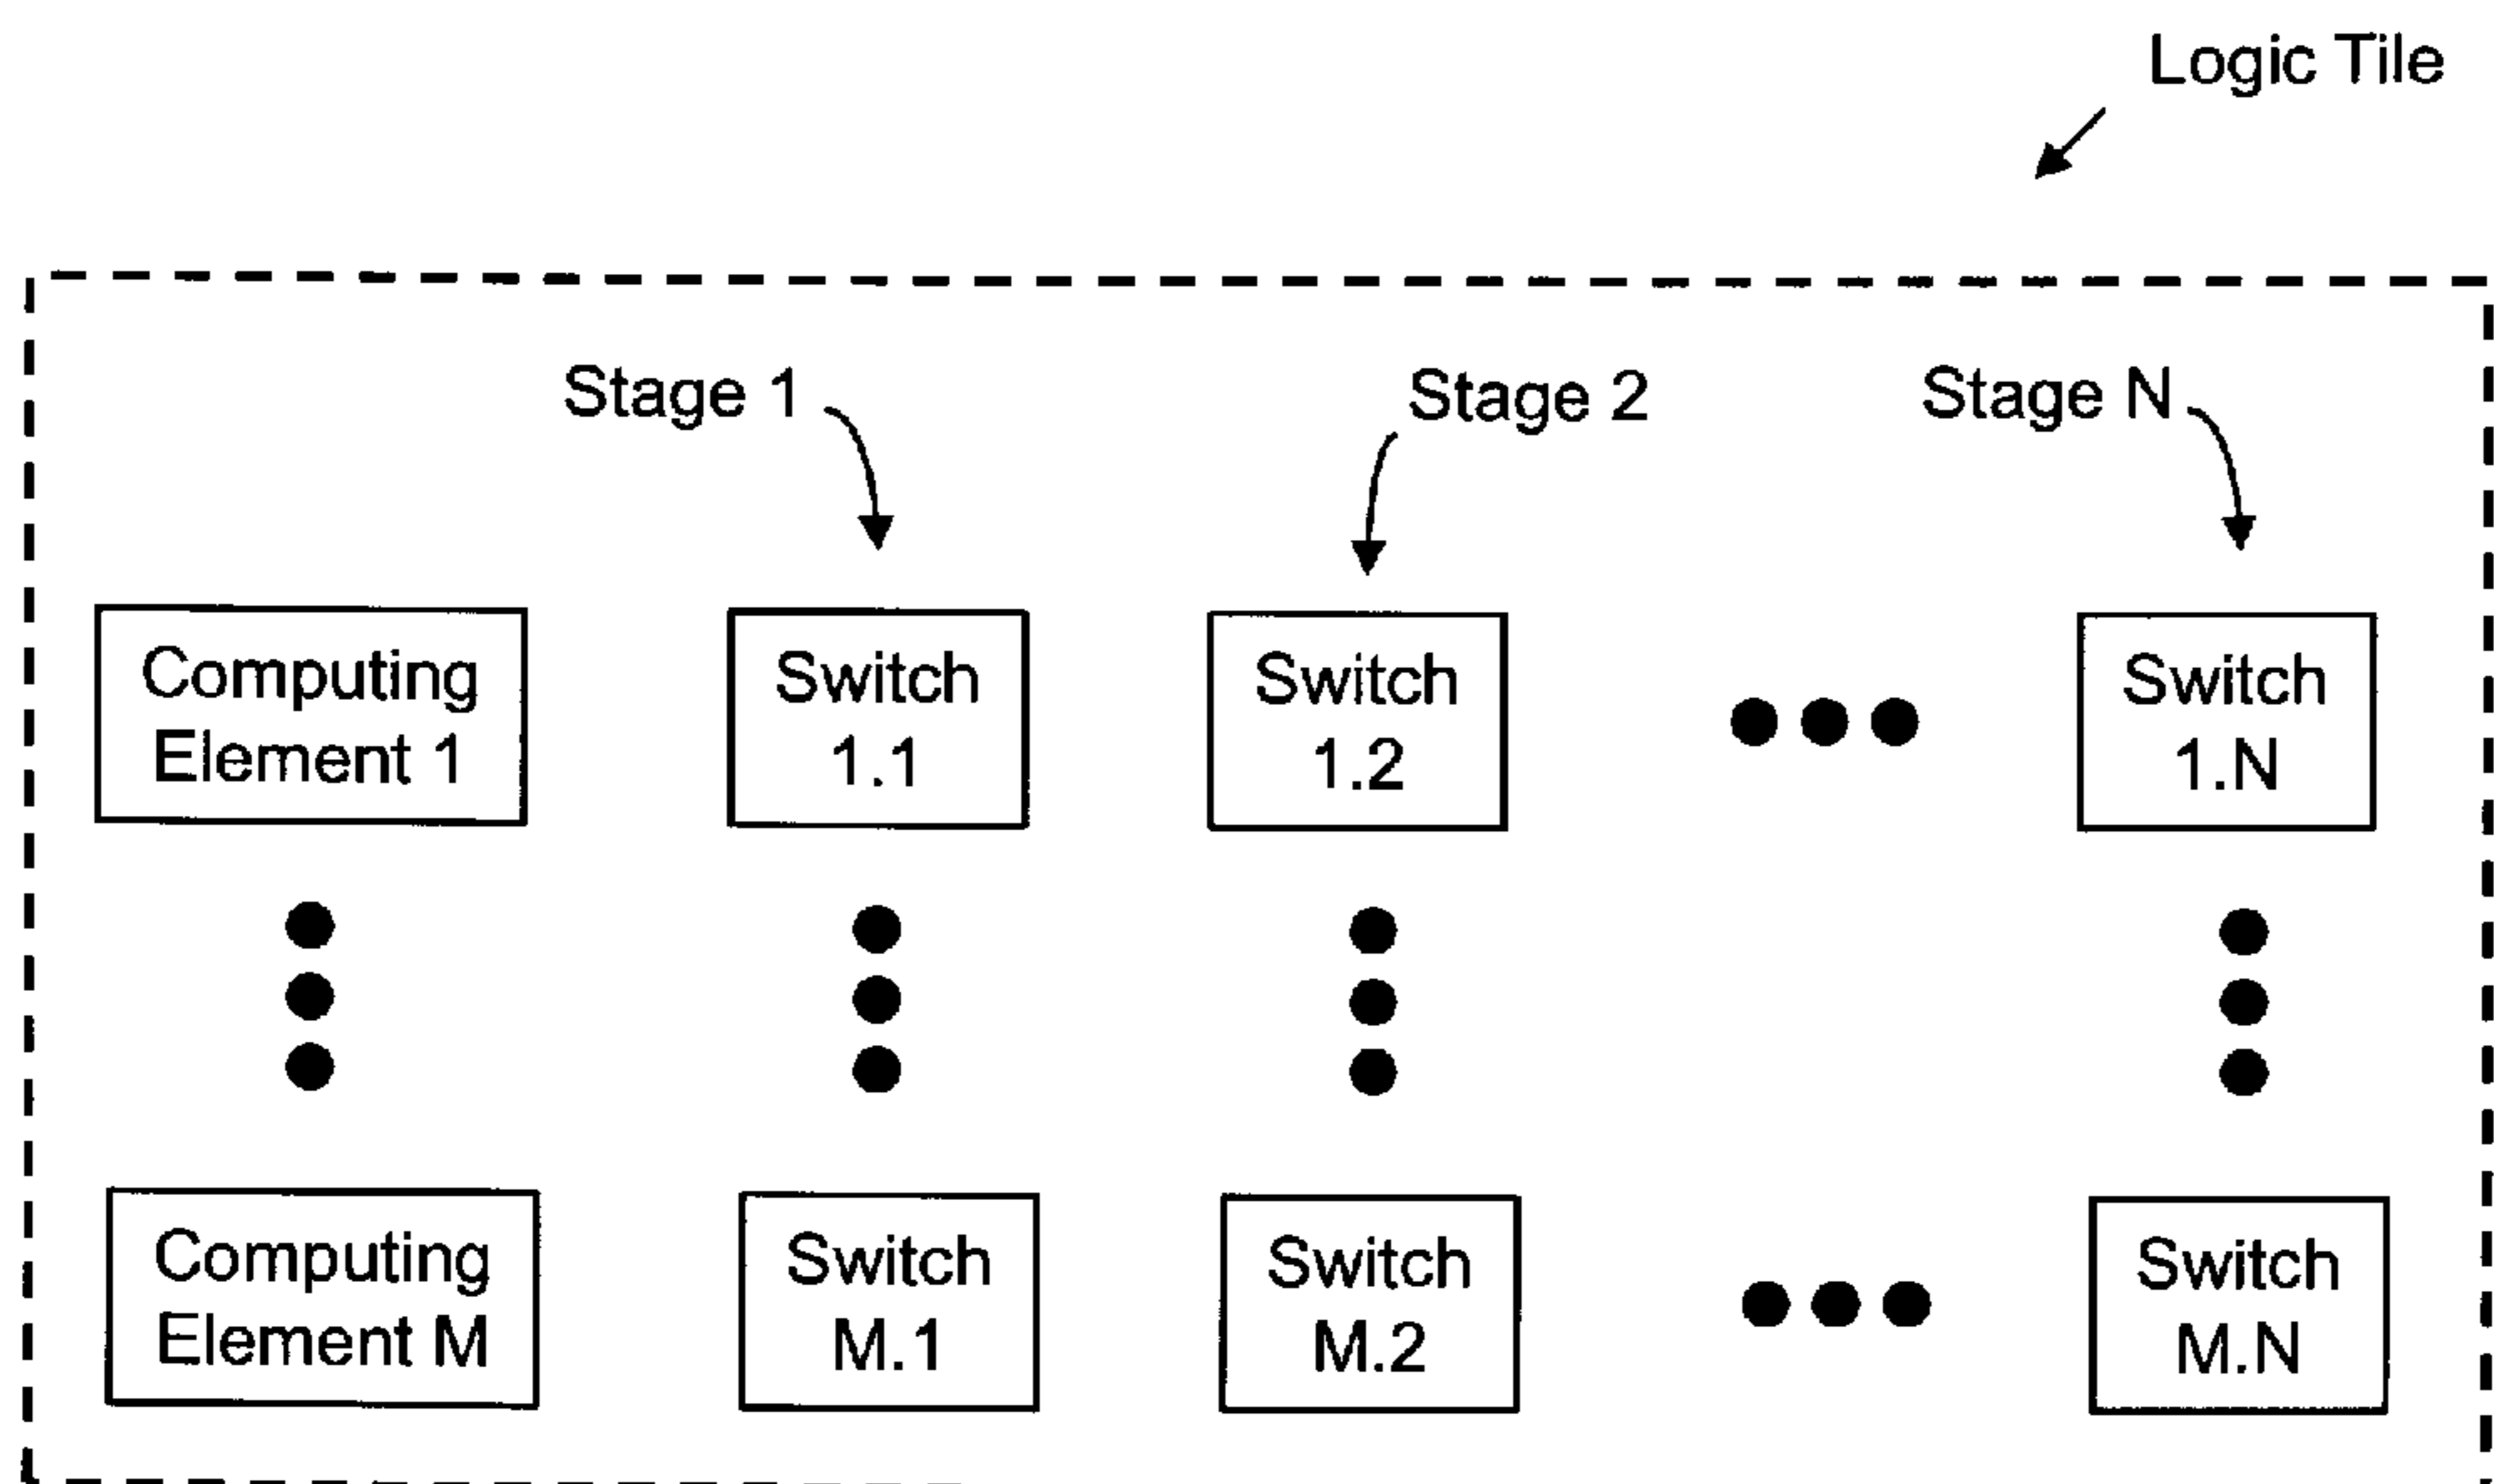 Logic Tile
Stage 1
Stage 2
Stage N
Computing
Element 1
Switch
1.1
Switch
1.2
Switch
1.N
Computing
Element M
Switch
M.1
Switch
M.2
Switch
M.N